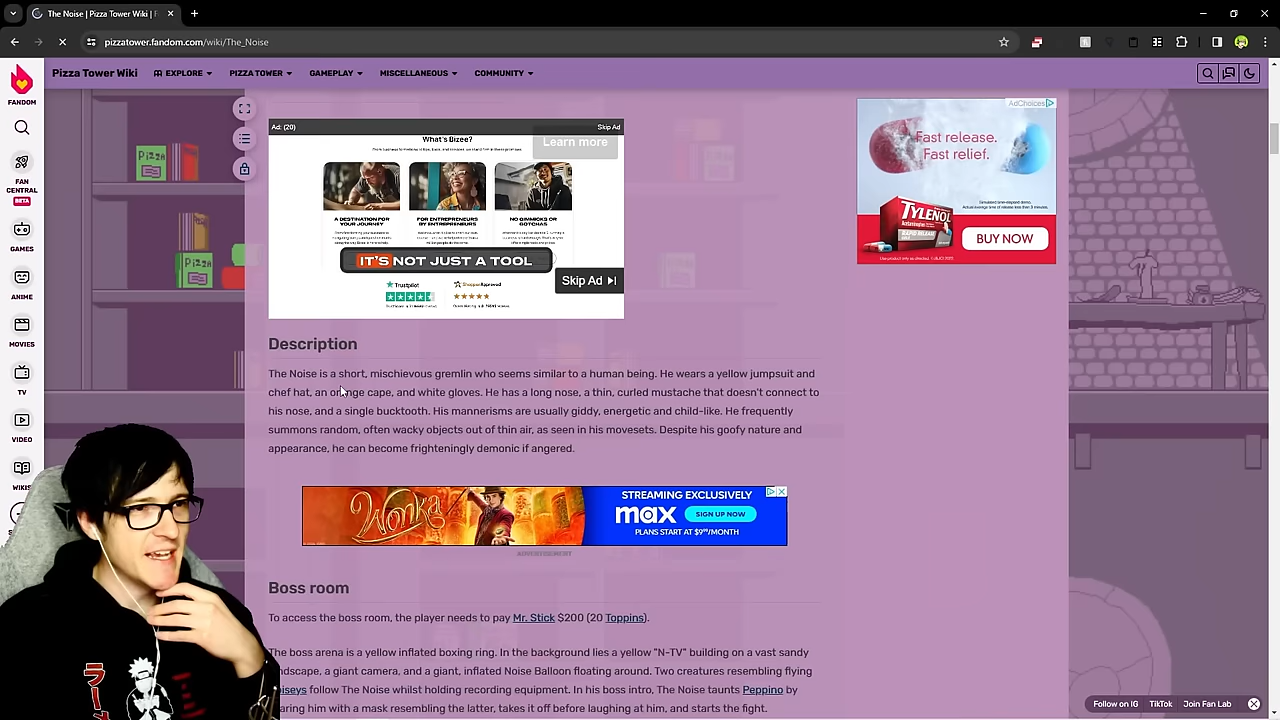 The Noise | Pizza Tower Wiki | F
pizzatower.fandom.com/wiki/The_Noise
Pizza Tower Wiki
EXPLORE
PIZZA TOWER
GAMEPLAY
MISCELLANEOUS
COMMUNITY
FANDOM
FAN CENTRAL
BETA
GAMES
ANIME
MOVIES
TV
VIDEO
WIKIS
PIZZA
PIZZA
Ad: (20)
Skip Ad
What's Bizee?
Learn more
A DESTINATION FOR YOUR JOURNEY
FOR ENTREPRENEURS BY ENTREPRENEURS
NO GIMMICKS OR GOTCHAS
IT'S NOT JUST A TOOL
Skip Ad
Trustpilot
Shopper Approved
AdChoices
Fast release.
Fast relief.
TYLENOL
RAPID RELEASE
BUY NOW
Description
The Noise is a short, mischievous gremlin who seems similar to a human being. He wears a yellow jumpsuit and
chef hat, an orange cape, and white gloves. He has a long nose, a thin, curled mustache that doesn't connect to
his nose, and a single bucktooth. His mannerisms are usually giddy, energetic and child-like. He frequently
summons random, often wacky objects out of thin air, as seen in his movesets. Despite his goofy nature and
appearance, he can become frighteningly demonic if angered.
Wonka
STREAMING EXCLUSIVELY
max
SIGN UP NOW
PLANS START AT $9⁹⁹/MONTH
ADVERTISEMENT
Boss room
To access the boss room, the player needs to pay Mr. Stick $200 (20 Toppins).
The boss arena is a yellow inflated boxing ring. In the background lies a yellow "N-TV" building on a vast sandy
ndscape, a giant camera, and a giant, inflated Noise Balloon floating around. Two creatures resembling flying
iseys follow The Noise whilst holding recording equipment. In his boss intro, The Noise taunts Peppino by
aring him with a mask resembling the latter, takes it off before laughing at him, and starts the fight.
ラー
Follow on IG
TikTok
Join Fan Lab